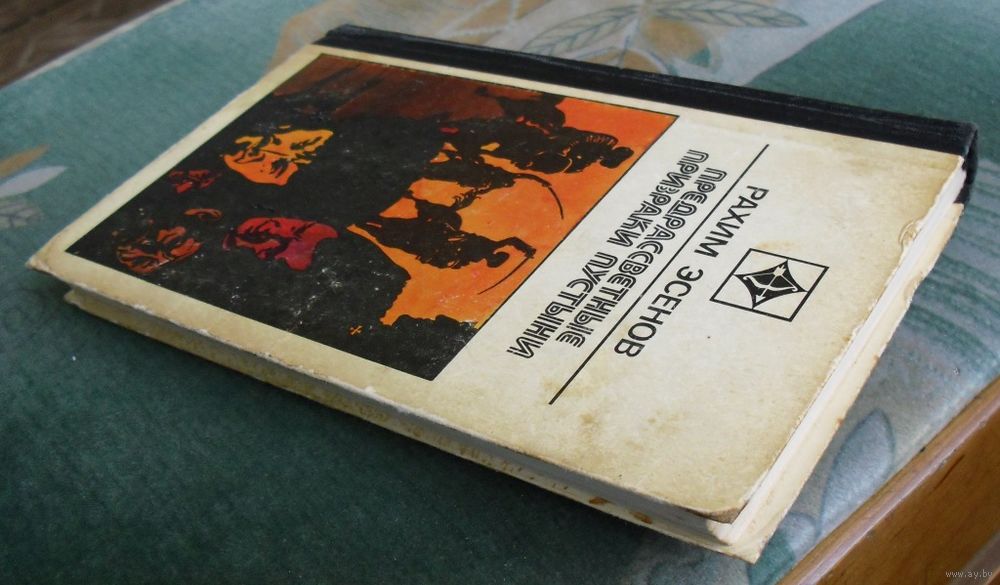 РАХИМ ЭСЕНОВ
ПРЕДРАССВЕТНЫЕ
ПРИЗРАКИ ПУСТЫНИ
www.ay.by